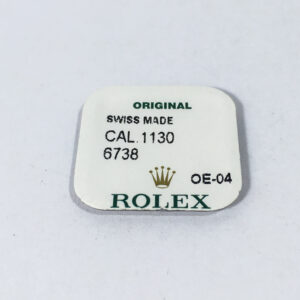 ORIGINAL
SWISS MADE
CAL.1130
6738
OE-04
ROLEX